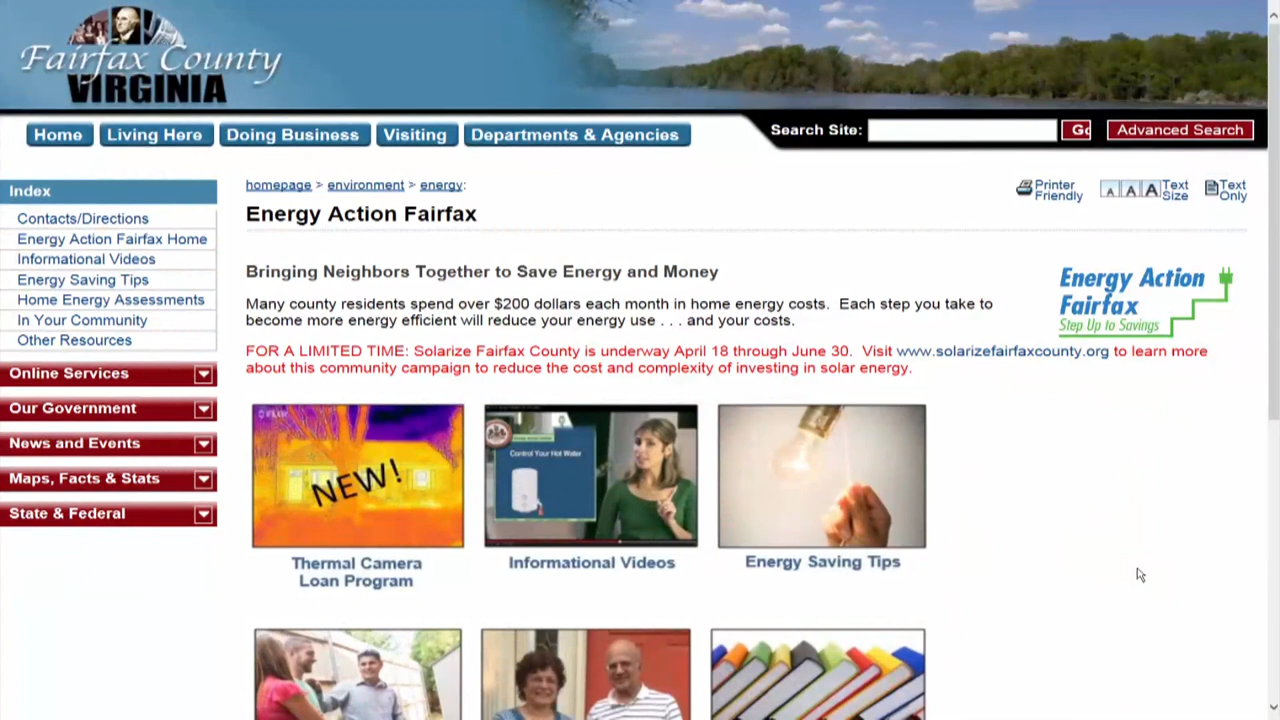 Fairfax County
VIRGINIA
Home
Living Here
Doing Business
Visiting
Departments & Agencies
Search Site:
Go
Advanced Search
Index
Contacts/Directions
Energy Action Fairfax Home
Informational Videos
Energy Saving Tips
Home Energy Assessments
In Your Community
Other Resources
Online Services
Our Government
News and Events
Maps, Facts & Stats
State & Federal
homepage > environment > energy:
Printer
Friendly
A A A Text
Size
Text
Only
Energy Action Fairfax
Bringing Neighbors Together to Save Energy and Money
Many county residents spend over $200 dollars each month in home energy costs. Each step you take to
become more energy efficient will reduce your energy use . . . and your costs.
Energy Action
Fairfax
Step Up to Savings
FOR A LIMITED TIME: Solarize Fairfax County is underway April 18 through June 30. Visit www.solarizefairfaxcounty.org to learn more
about this community campaign to reduce the cost and complexity of investing in solar energy.
NEW!
Control Your Hot Water
Thermal Camera
Loan Program
Informational Videos
Energy Saving Tips